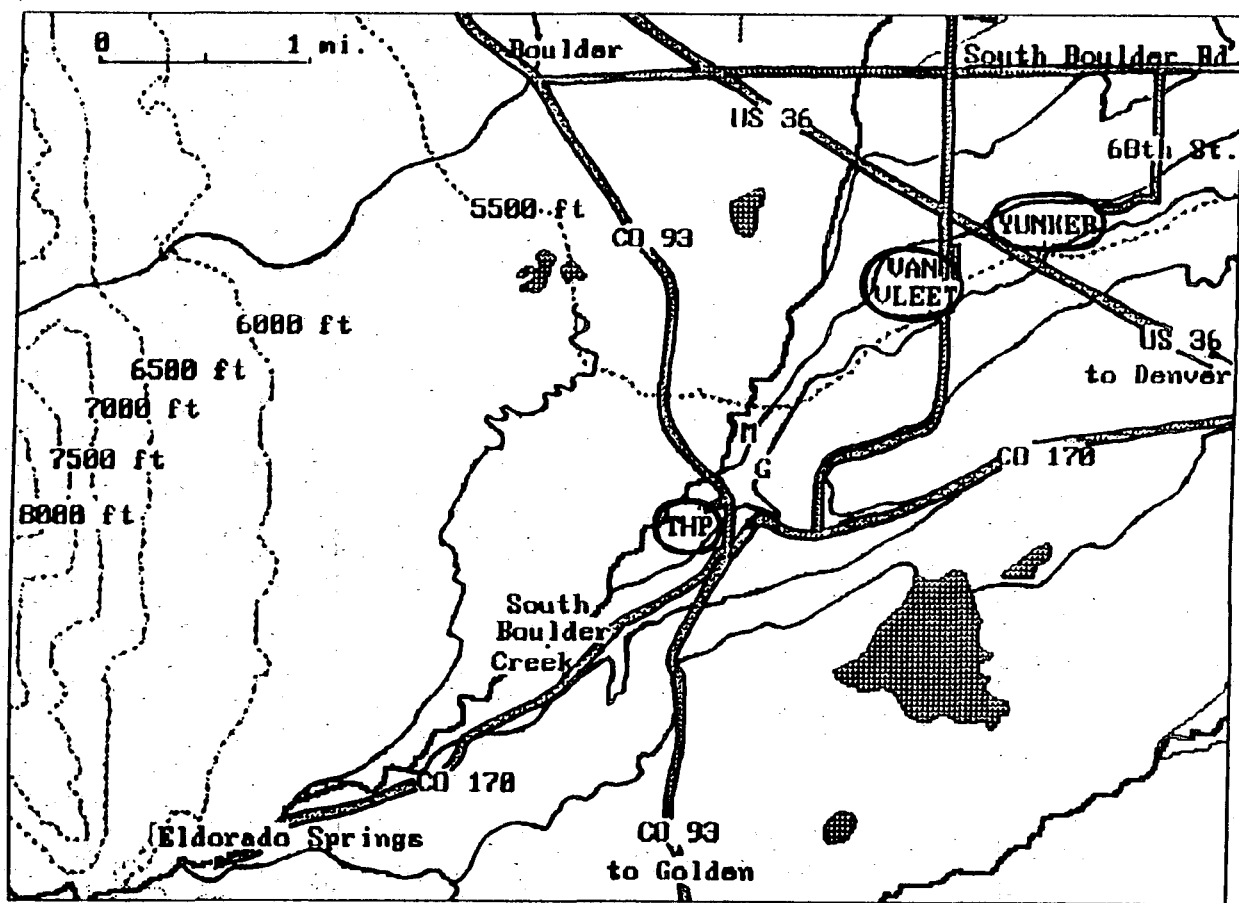 0 1 mi.
Boulder
South Boulder Rd
US 36
68th St.
5500 ft
CO 93
YUNKER
VAN
VLEET
6000 ft
US 36
to Denver
6500 ft
7000 ft
M
7500 ft
G
CO 170
8000 ft
THP
South
Boulder
Creek
CO 170
Eldorado Springs
CO 93
to Golden